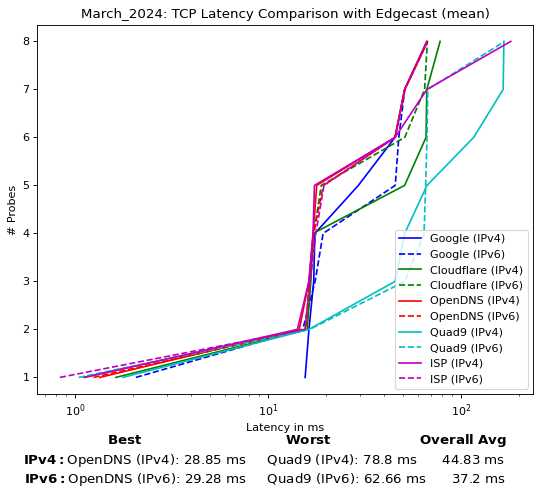 March_2024: TCP Latency Comparison with Edgecast (mean)
8
7
6
5
4
3
2
1
# Probes
Google (IPv4)
Google (IPv6)
Cloudflare (IPv4)
Cloudflare (IPv6)
OpenDNS (IPv4)
OpenDNS (IPv6)
Quad9 (IPv4)
Quad9 (IPv6)
ISP (IPv4)
ISP (IPv6)
10⁰ 10¹ 10²
Latency in ms
Best Worst Overall Avg
IPv4: OpenDNS (IPv4): 28.85 ms Quad9 (IPv4): 78.8 ms 44.83 ms
IPv6: OpenDNS (IPv6): 29.28 ms Quad9 (IPv6): 62.66 ms 37.2 ms